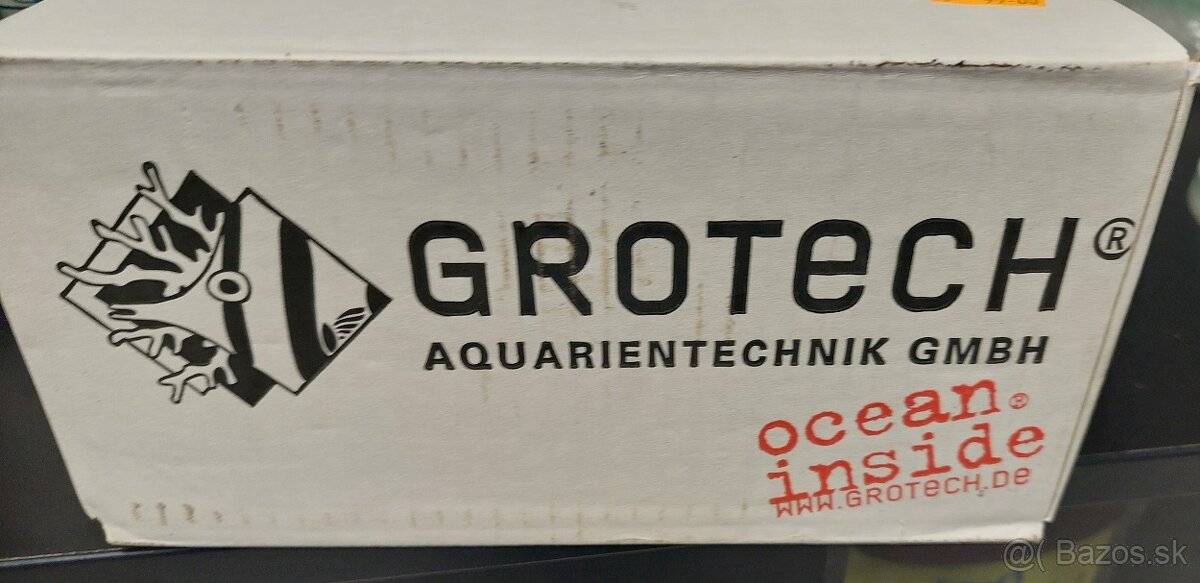 GROTECH®
AQUARIENTECHNIK GMBH
ocean®
inside
WWW.GROTECH.De
@( Bazos.sk